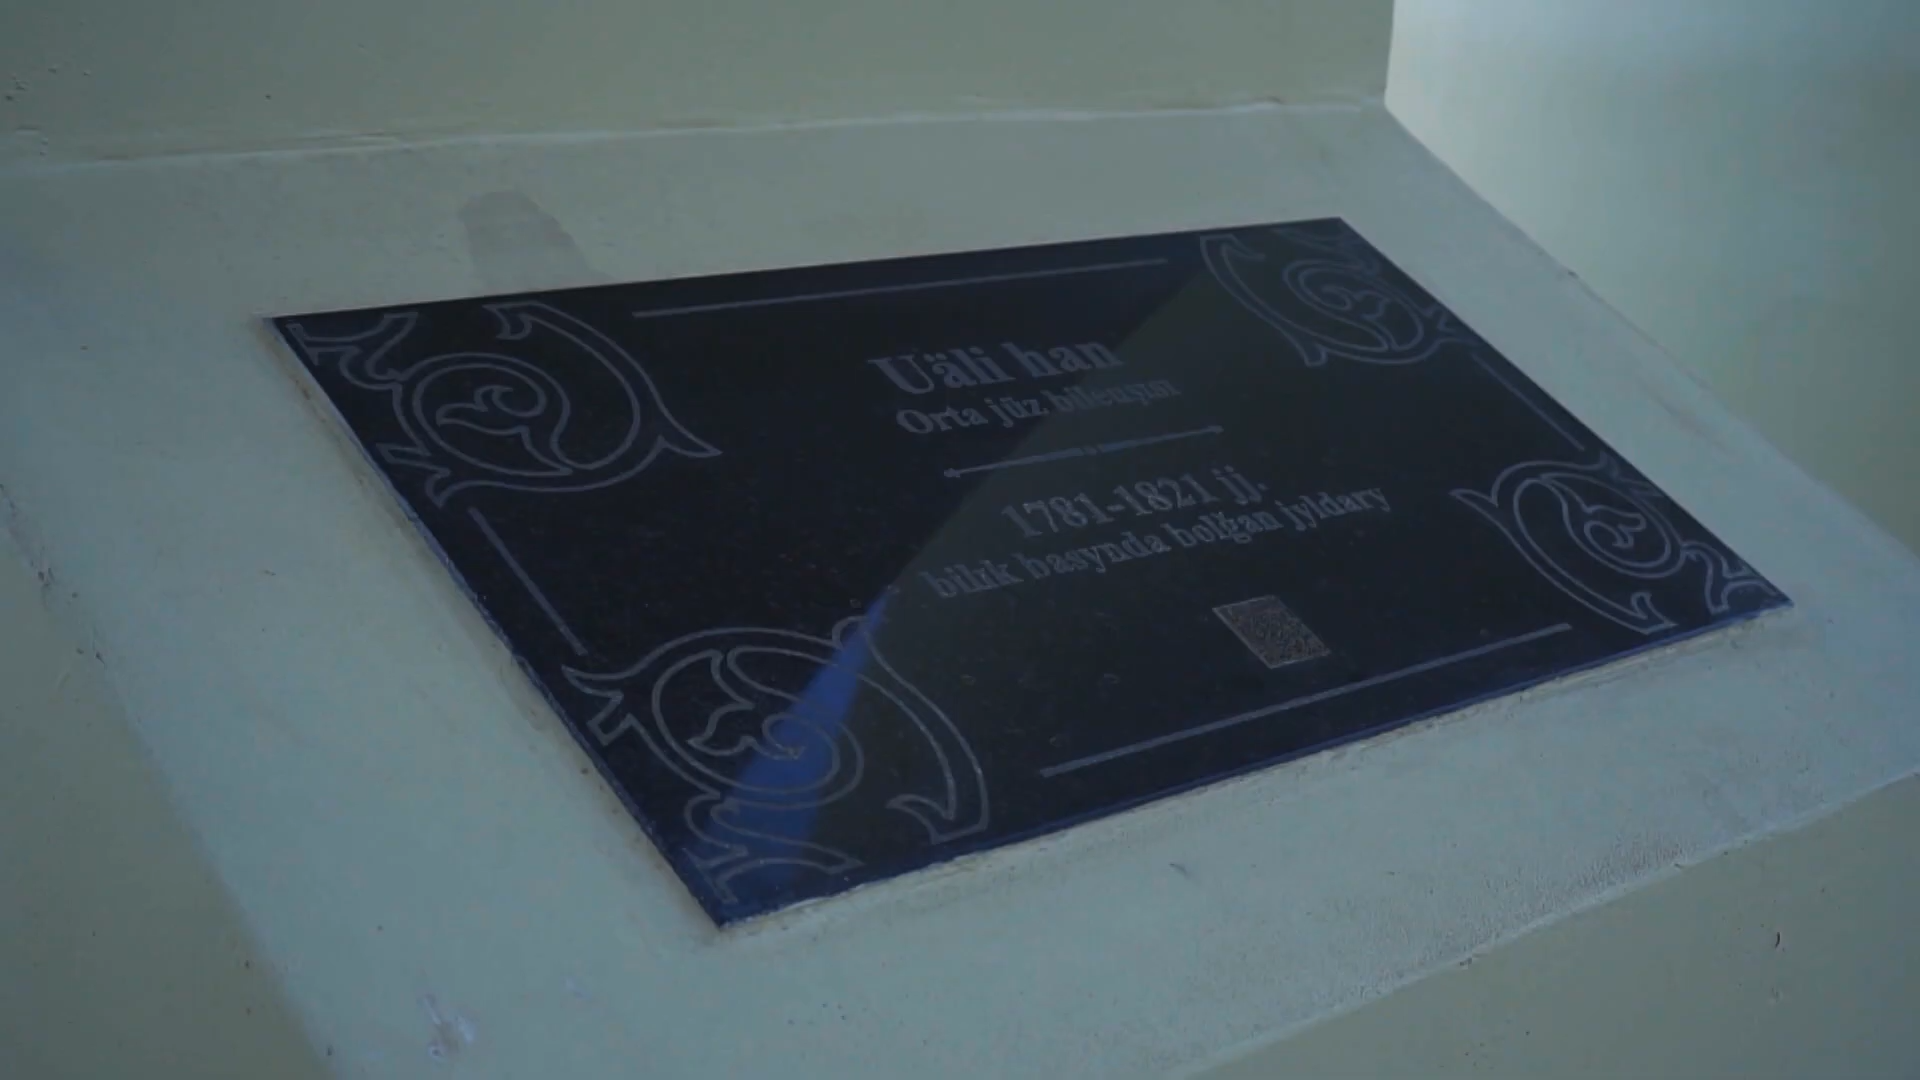 Uäli han
Orta jüz bileuşısı
1781-1821 jj.
bilık basynda bolğan jyldary